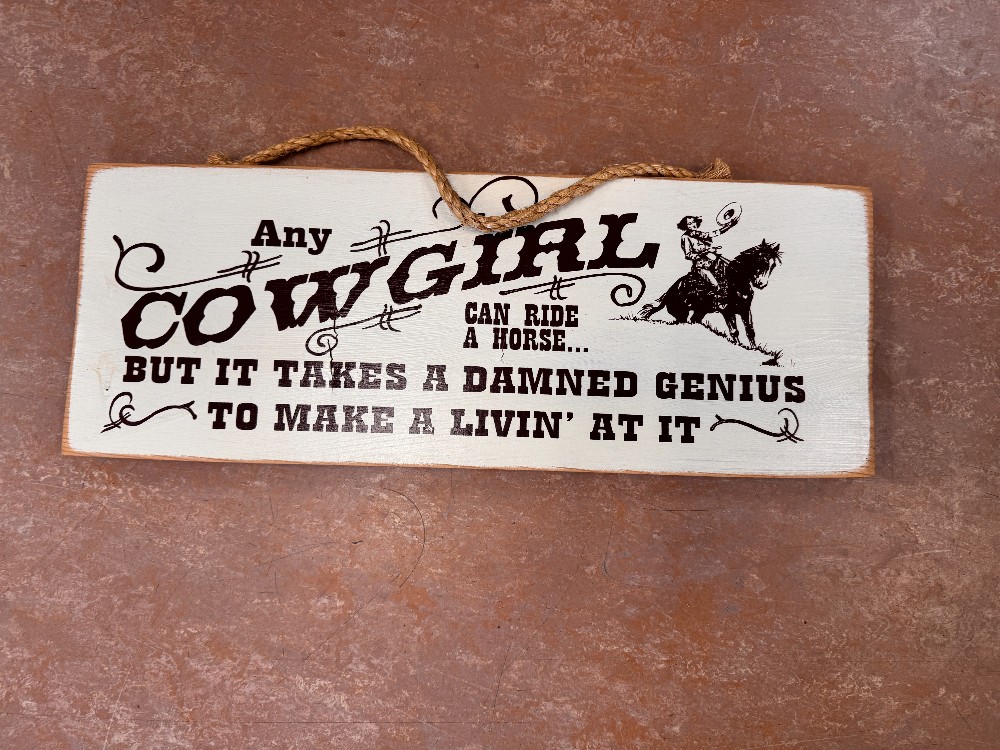 Any
COWGIRL
CAN RIDE
A HORSE...
BUT IT TAKES A DAMNED GENIUS
TO MAKE A LIVIN' AT IT